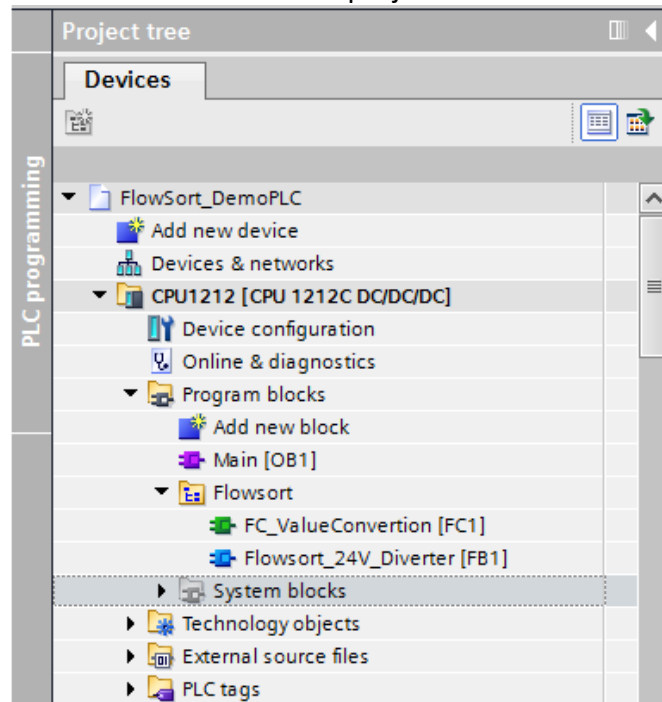 Project tree
Devices
PLC programming
FlowSort_DemoPLC
Add new device
Devices & networks
CPU1212 [CPU 1212C DC/DC/DC]
Device configuration
Online & diagnostics
Program blocks
Add new block
Main [OB1]
Flowsort
FC_ValueConvertion [FC1]
Flowsort_24V_Diverter [FB1]
System blocks
Technology objects
External source files
PLC tags